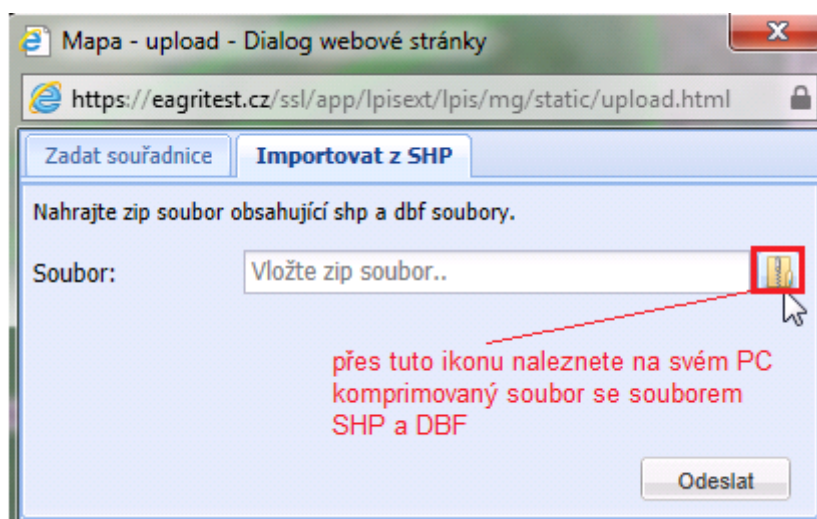 Mapa - upload - Dialog webové stránky
https://eagritest.cz/ssl/app/lpisext/lpis/mg/static/upload.html
Zadat souřadnice
Importovat z SHP
Nahrajte zip soubor obsahující shp a dbf soubory.
Soubor:
Vložte zip soubor..
přes tuto ikonu naleznete na svém PC
komprimovaný soubor se souborem
SHP a DBF
Odeslat